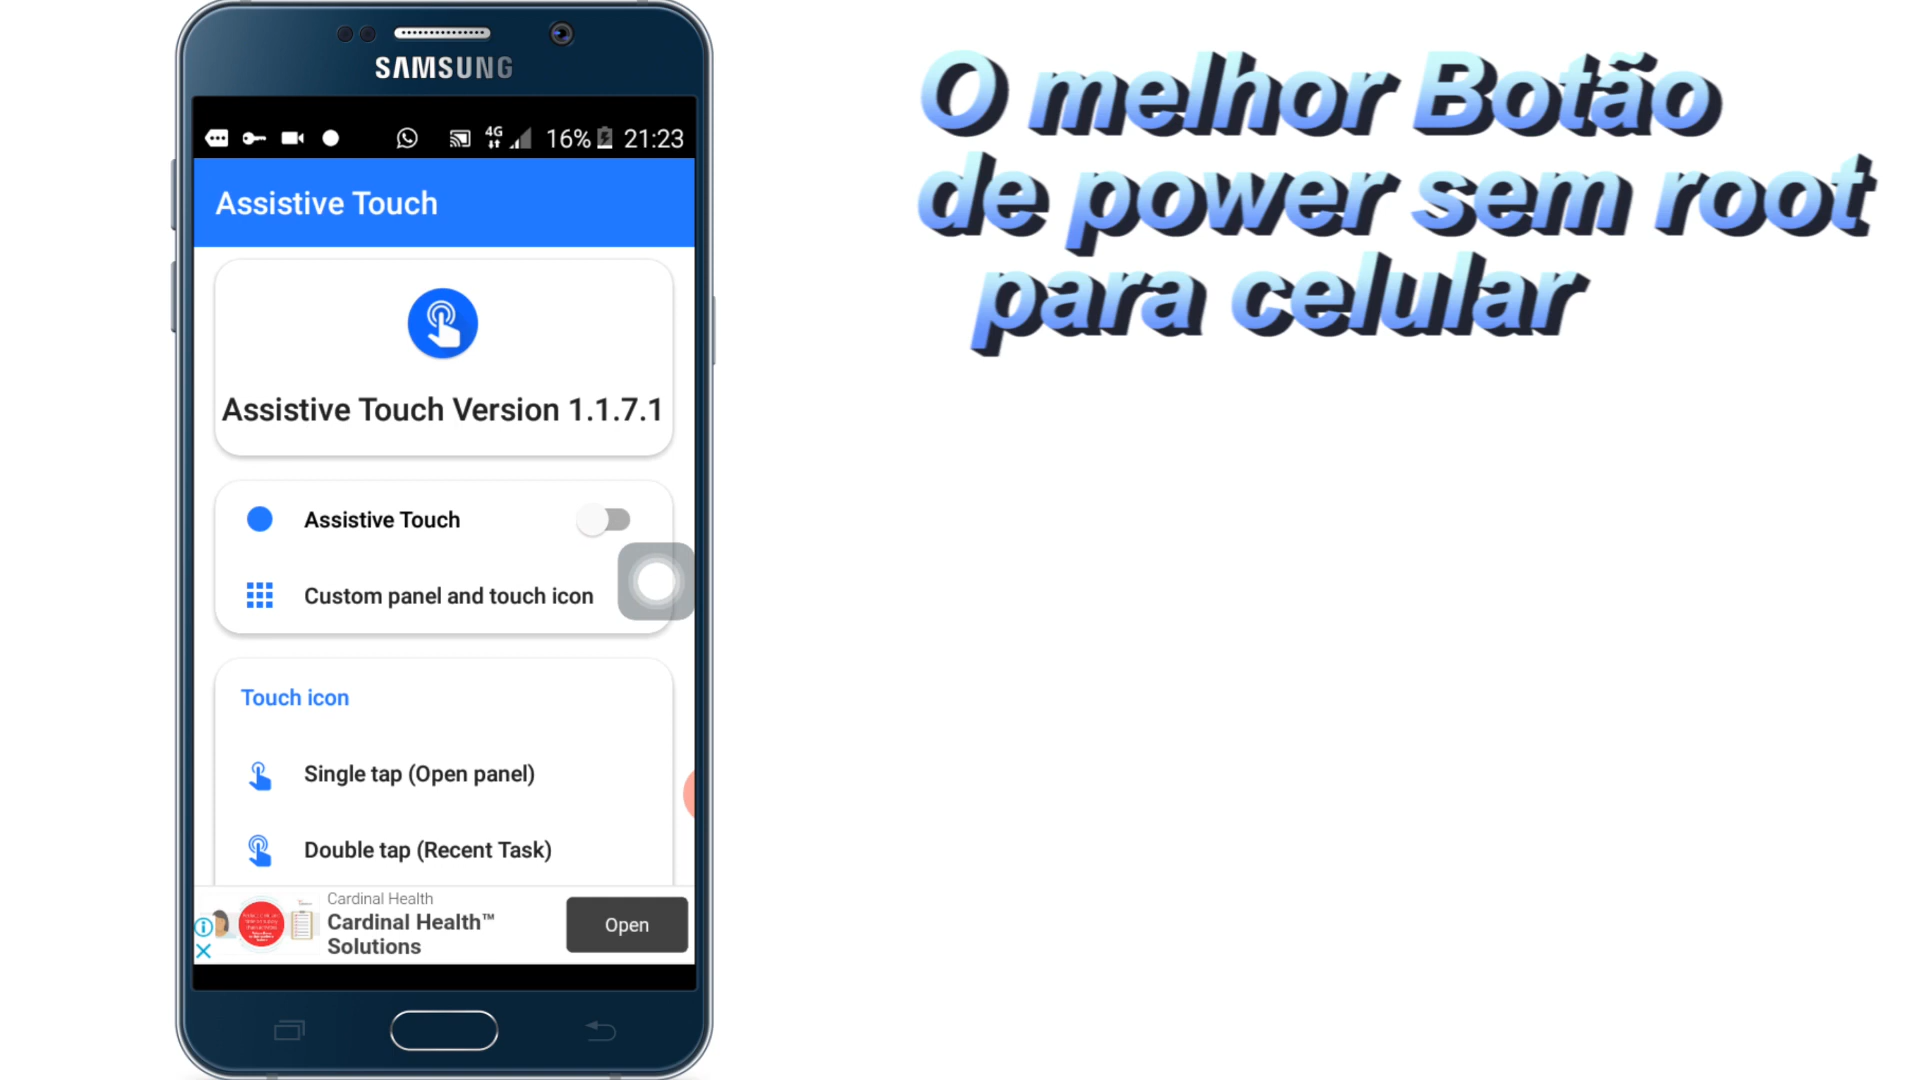 SAMSUNG
4G 16% 21:23
Assistive Touch
Assistive Touch Version 1.1.7.1
Assistive Touch
Custom panel and touch icon
Touch icon
Single tap (Open panel)
Double tap (Recent Task)
Cardinal Health
Cardinal Health™
Solutions
Open
O melhor Botão
de power sem root
para celular